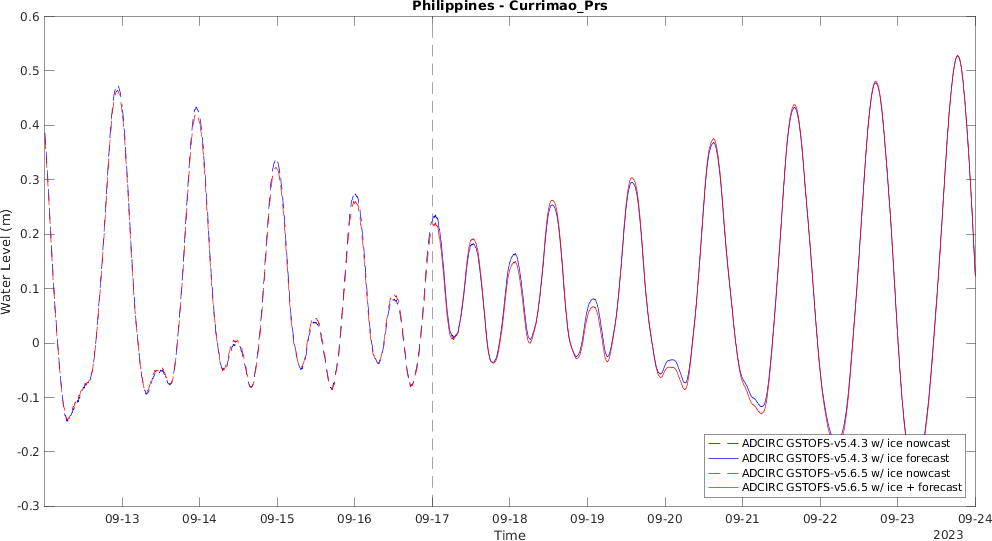 Philippines - Currimao_Prs
0.6
0.5
0.4
0.3
0.2
0.1
0
-0.1
-0.2
-0.3
Water Level (m)
ADCIRC GSTOFS-v5.4.3 w/ ice nowcast
ADCIRC GSTOFS-v5.4.3 w/ ice forecast
ADCIRC GSTOFS-v5.6.5 w/ ice nowcast
ADCIRC GSTOFS-v5.6.5 w/ ice + forecast
09-13 09-14 09-15 09-16 09-17 09-18 09-19 09-20 09-21 09-22 09-23 09-24
Time
2023